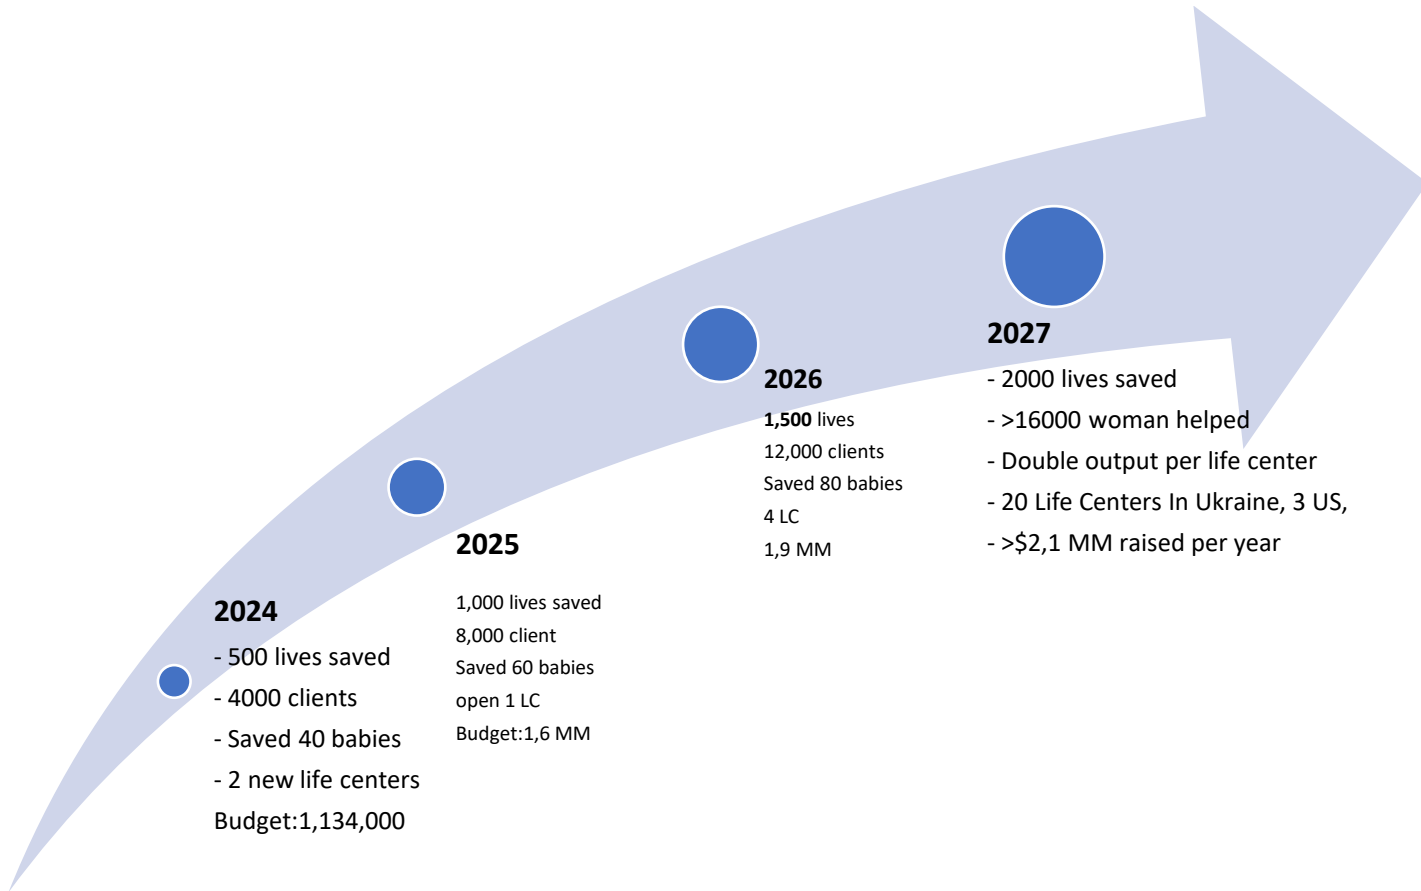 2024
- 500 lives saved
- 4000 clients
- Saved 40 babies
- 2 new life centers
Budget:1,134,000
2025
1,000 lives saved
8,000 client
Saved 60 babies
open 1 LC
Budget:1,6 MM
2026
1,500 lives
12,000 clients
Saved 80 babies
4 LC
1,9 MM
2027
- 2000 lives saved
- >16000 woman helped
- Double output per life center
- 20 Life Centers In Ukraine, 3 US,
- >$2,1 MM raised per year